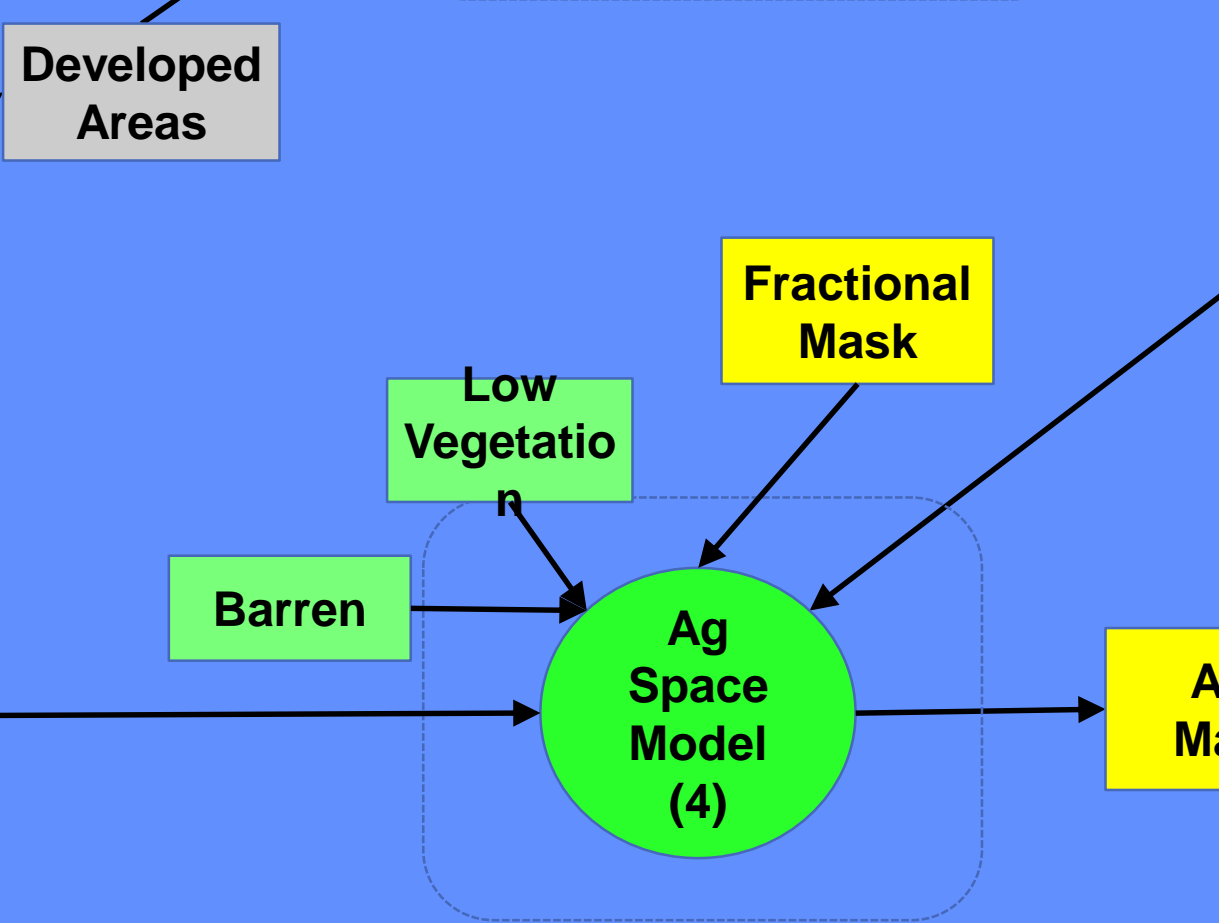 Developed
Areas
Fractional
Mask
Low
Vegetatio
n
Barren
Ag
Space
Model
(4)